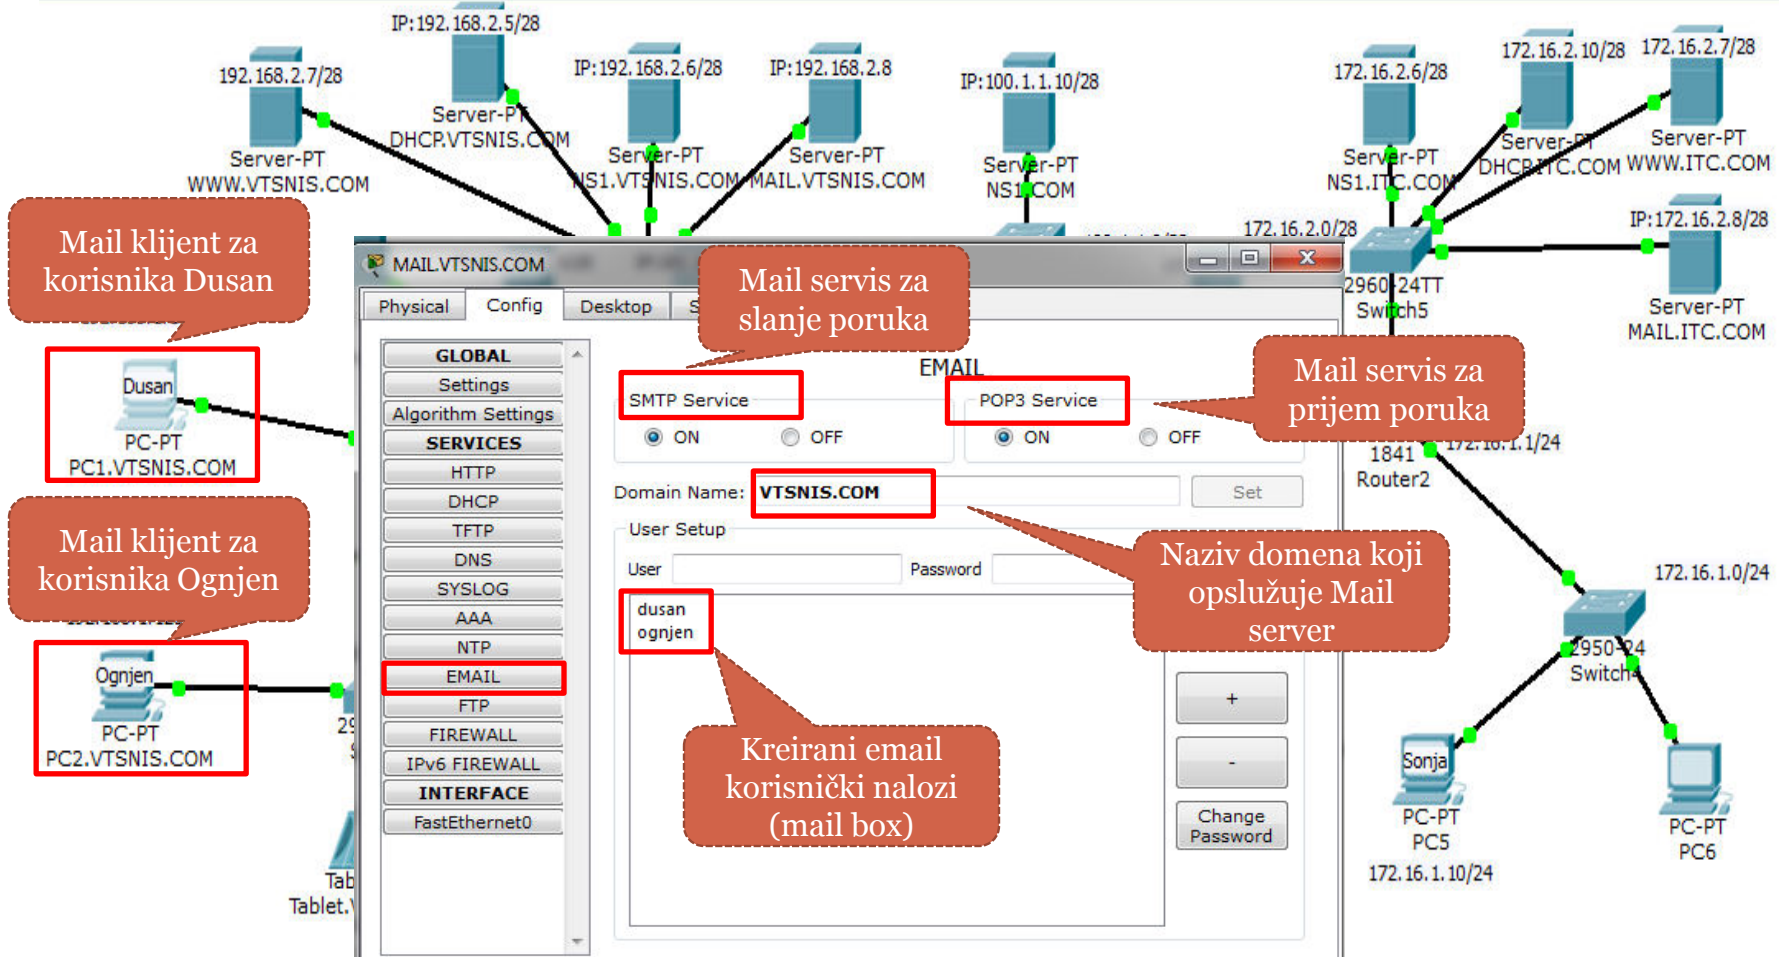 IP:192.168.2.5/28
192.168.2.7/28
IP:192.168.2.6/28
IP:192.168.2.8
IP:100.1.1.10/28
172.16.2.6/28
172.16.2.10/28
172.16.2.7/28
Server-PT
DHCP.VTSNIS.COM
Server-PT
WWW.VTSNIS.COM
Server-PT
NS1.VTSNIS.COM
Server-PT
MAIL.VTSNIS.COM
Server-PT
NS1.COM
Server-PT
NS1.ITC.COM
Server-PT
DHCP.ITC.COM
Server-PT
WWW.ITC.COM
172.16.2.0/28
IP:172.16.2.8/28
2960-24TT
Switch5
Server-PT
MAIL.ITC.COM
Mail klijent za
korisnika Dusan
Dusan
PC-PT
PC1.VTSNIS.COM
Mail klijent za
korisnika Ognjen
Ognjen
PC-PT
PC2.VTSNIS.COM
MAIL.VTSNIS.COM
Physical
Config
Desktop
Mail servis za
slanje poruka
GLOBAL
Settings
Algorithm Settings
SERVICES
HTTP
DHCP
TFTP
DNS
SYSLOG
AAA
NTP
EMAIL
FTP
FIREWALL
IPv6 FIREWALL
INTERFACE
FastEthernet0
EMAIL
SMTP Service
ON
OFF
POP3 Service
ON
OFF
Mail servis za
prijem poruka
Domain Name:
VTSNIS.COM
Set
User Setup
User
Password
dusan
ognjen
Naziv domena koji
opslužuje Mail
server
Kreirani email
korisnički nalozi
(mail box)
+
-
Change
Password
172.16.1.1/24
1841
Router2
172.16.1.0/24
2950-24
Switch4
Sonja
PC-PT
PC5
172.16.1.10/24
PC-PT
PC6